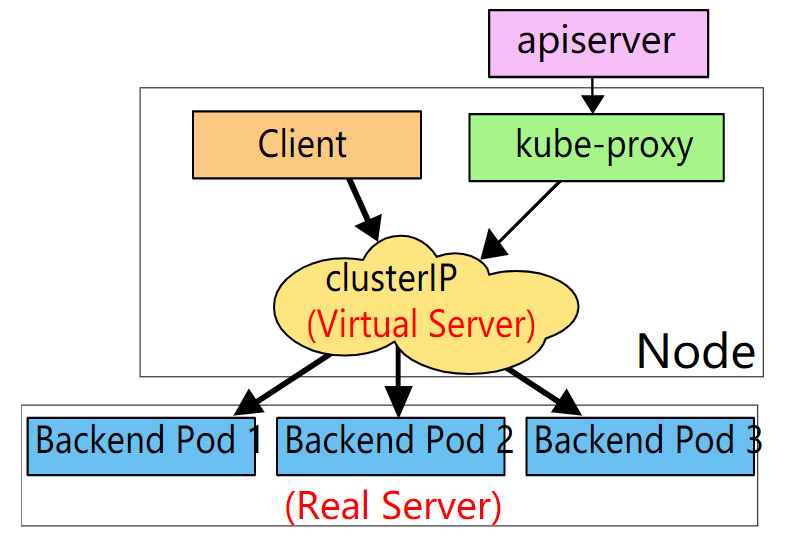 apiserver
Client
kube-proxy
clusterIP
(Virtual Server)
Node
Backend Pod 1
Backend Pod 2
Backend Pod 3
(Real Server)